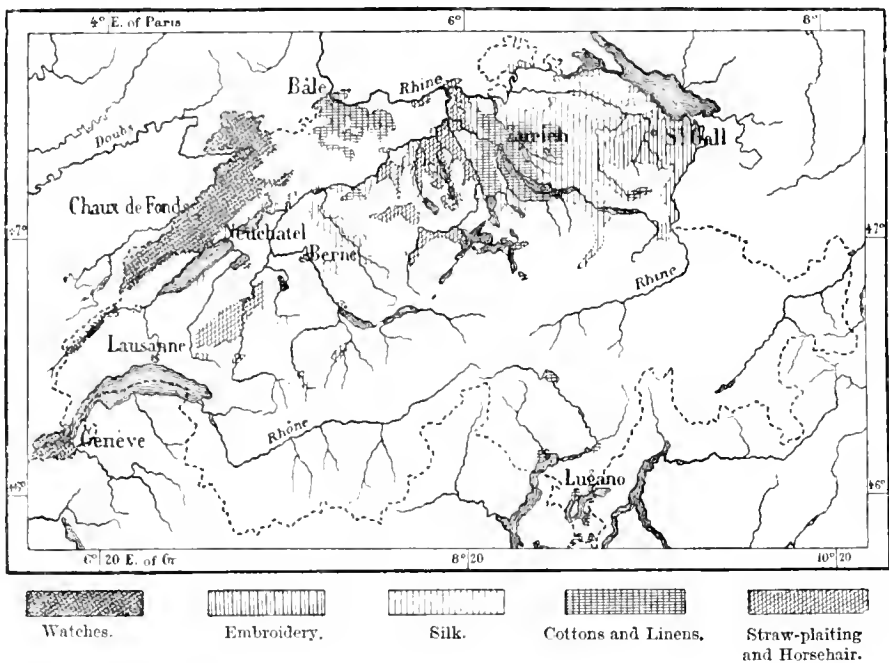 4° E. of Paris 6° 8°
Bâle Rhine
Doubs
Zurich St Gall
Chaux de Fonds
Neuchatel
47° Berne 47°
Rhine
Lausanne
Rhône
Genève
Lugano
46° 46°
6° 20 E. of Gr 8° 20 10° 20
Watches. Embroidery. Silk. Cottons and Linens. Straw-plaiting
and Horsehair.